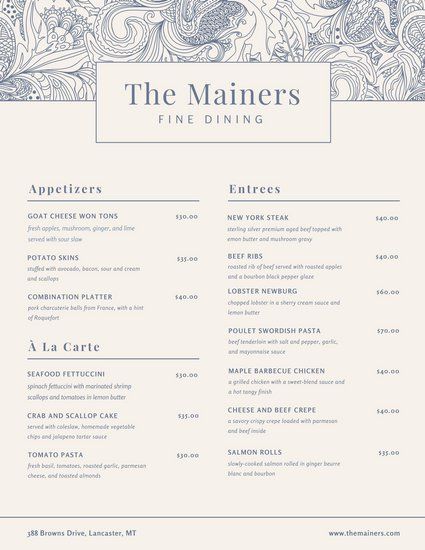 The Mainers
FINE DINING
Appetizers
GOAT CHEESE WON TONS $30.00
fresh apples, mushroom, ginger, and lime
served with sour slaw
POTATO SKINS $35.00
stuffed with avocado, bacon, sour and cream
and scallops
COMBINATION PLATTER $40.00
pork charcuterie balls from France, with a hint
of Roquefort
À La Carte
SEAFOOD FETTUCCINI $30.00
spinach fettuccini with marinated shrimp
scallops and tomatoes in lemon butter
CRAB AND SCALLOP CAKE $35.00
served with coleslaw, homemade vegetable
chips and jalapeno tartar sauce
TOMATO PASTA $30.00
fresh basil, tomatoes, roasted garlic, parmesan
cheese, and toasted almonds
Entrees
NEW YORK STEAK $40.00
sterling silver premium aged beef topped with
emon butter and mushroom gravy
BEEF RIBS $40.00
roasted rib of beef served with roasted apples
and a bourbon black pepper glaze
LOBSTER NEWBURG $60.00
chopped lobster in a sherry cream sauce and
lemon butter
POULET SWORDISH PASTA $70.00
beef tenderloin with salt and pepper, garlic,
and mayonnaise sauce
MAPLE BARBECUE CHICKEN $40.00
a grilled chicken with a sweet-blend sauce and
a hot tangy finish
CHEESE AND BEEF CREPE $40.00
a savory crispy crepe loaded with parmesan
and beef inside
SALMON ROLLS $35.00
slowly-cooked salmon rolled in ginger beurre
blanc and bourbon
388 Browns Drive, Lancaster, MT
www.themainers.com